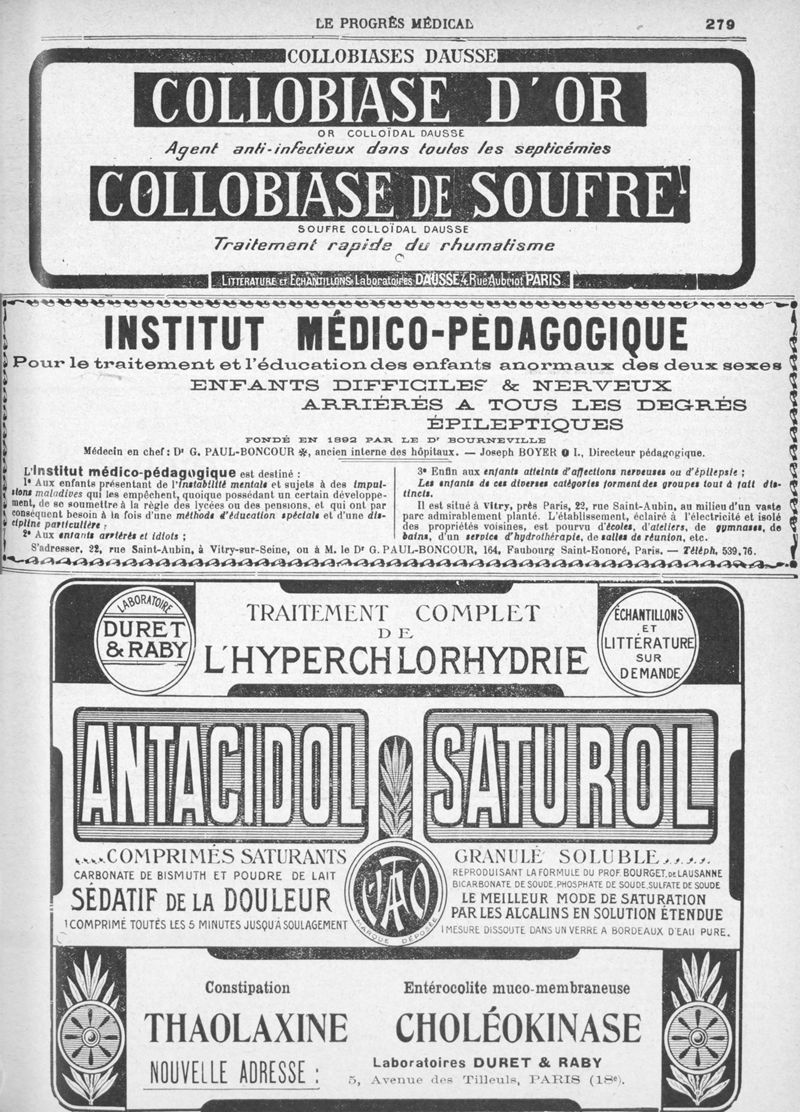 LE PROGRÊS MÉDICAL
279
COLLOBIASES DAUSSE
COLLOBIASE D'OR
OR COLLOÏDAL DAUSSE
Agent anti-infectieux dans toutes les septicémies
COLLOBIASE DE SOUFRE
SOUFRE COLLOÏDAL DAUSSE
Traitement rapide du rhumatisme
LITTÉRATURE ET ÉCHANTILLONS: Laboratoires DAUSSE 4, Rue Aubriot PARIS
INSTITUT MÉDICO-PÉDAGOGIQUE
Pour le traitement et l'éducation des enfants anormaux des deux sexes
ENFANTS DIFFICILES & NERVEUX
ARRIÉRÉS A TOUS LES DEGRÉS
ÉPILEPTIQUES
FONDÉ EN 1892 PAR LE Dr BOURNEVILLE
Médecin en chef: Dr G. PAUL-BONCOUR ✻, ancien interne des hôpitaux. — Joseph BOYER O I., Directeur pédagogique.
L'Institut médico-pédagogique est destiné :
1° Aux enfants présentant de l'instabilité mentale et sujets à des impul-
sions maladives qui les empêchent, quoique possédant un certain développe-
ment, de se soumettre à la règle des lycées ou des pensions, et qui ont par
conséquent besoin à la fois d'une méthode d'éducation spéciale et d'une dis-
cipline particulière ;
2° Aux enfants arriérés et idiots ;
3° Enfin aux enfants atteints d'affections nerveuses ou d'épilepsie ;
Les enfants de ces diverses catégories forment des groupes tout à fait dis-
tincts.
Il est situé à Vitry, près Paris, 22, rue Saint-Aubin, au milieu d'un vaste
parc admirablement planté. L'établissement, éclairé à l'électricité et isolé
des propriétés voisines, est pourvu d'écoles, d'ateliers, de gymnases, de
bains, d'un service d'hydrothérapie, de salles de réunion, etc.
S'adresser, 22, rue Saint-Aubin, à Vitry-sur-Seine, ou à M. le Dr G. PAUL-BONCOUR, 164, Faubourg Saint-Honoré, Paris. — Téléph, 539,76.
LABORATOIRE
DURET
& RABY
TRAITEMENT COMPLET
DE
L'HYPERCHLORHYDRIE
ÉCHANTILLONS
ET
LITTÉRATURE
SUR
DEMANDE
ANTACIDOL
SATUROL
COMPRIMÉS SATURANTS
CARBONATE DE BISMUTH ET POUDRE DE LAIT
SÉDATIF DE LA DOULEUR
1 COMPRIMÉ TOUTES LES 5 MINUTES JUSQU'À SOULAGEMENT
MARQUE DÉPOSÉE
GRANULÉ SOLUBLE
REPRODUISANT LA FORMULE DU PROF. BOURGET, DE LAUSANNE
BICARBONATE DE SOUDE, PHOSPHATE DE SOUDE, SULFATE DE SOUDE
LE MEILLEUR MODE DE SATURATION
PAR LES ALCALINS EN SOLUTION ÉTENDUE
1 MESURE DISSOUTE DANS UN VERRE A BORDEAUX D'EAU PURE.
Constipation
THAOLAXINE
Entérocolite muco-membraneuse
CHOLÉOKINASE
NOUVELLE ADRESSE :
Laboratoires DURET & RABY
5, Avenue des Tilleuls, PARIS (18e).